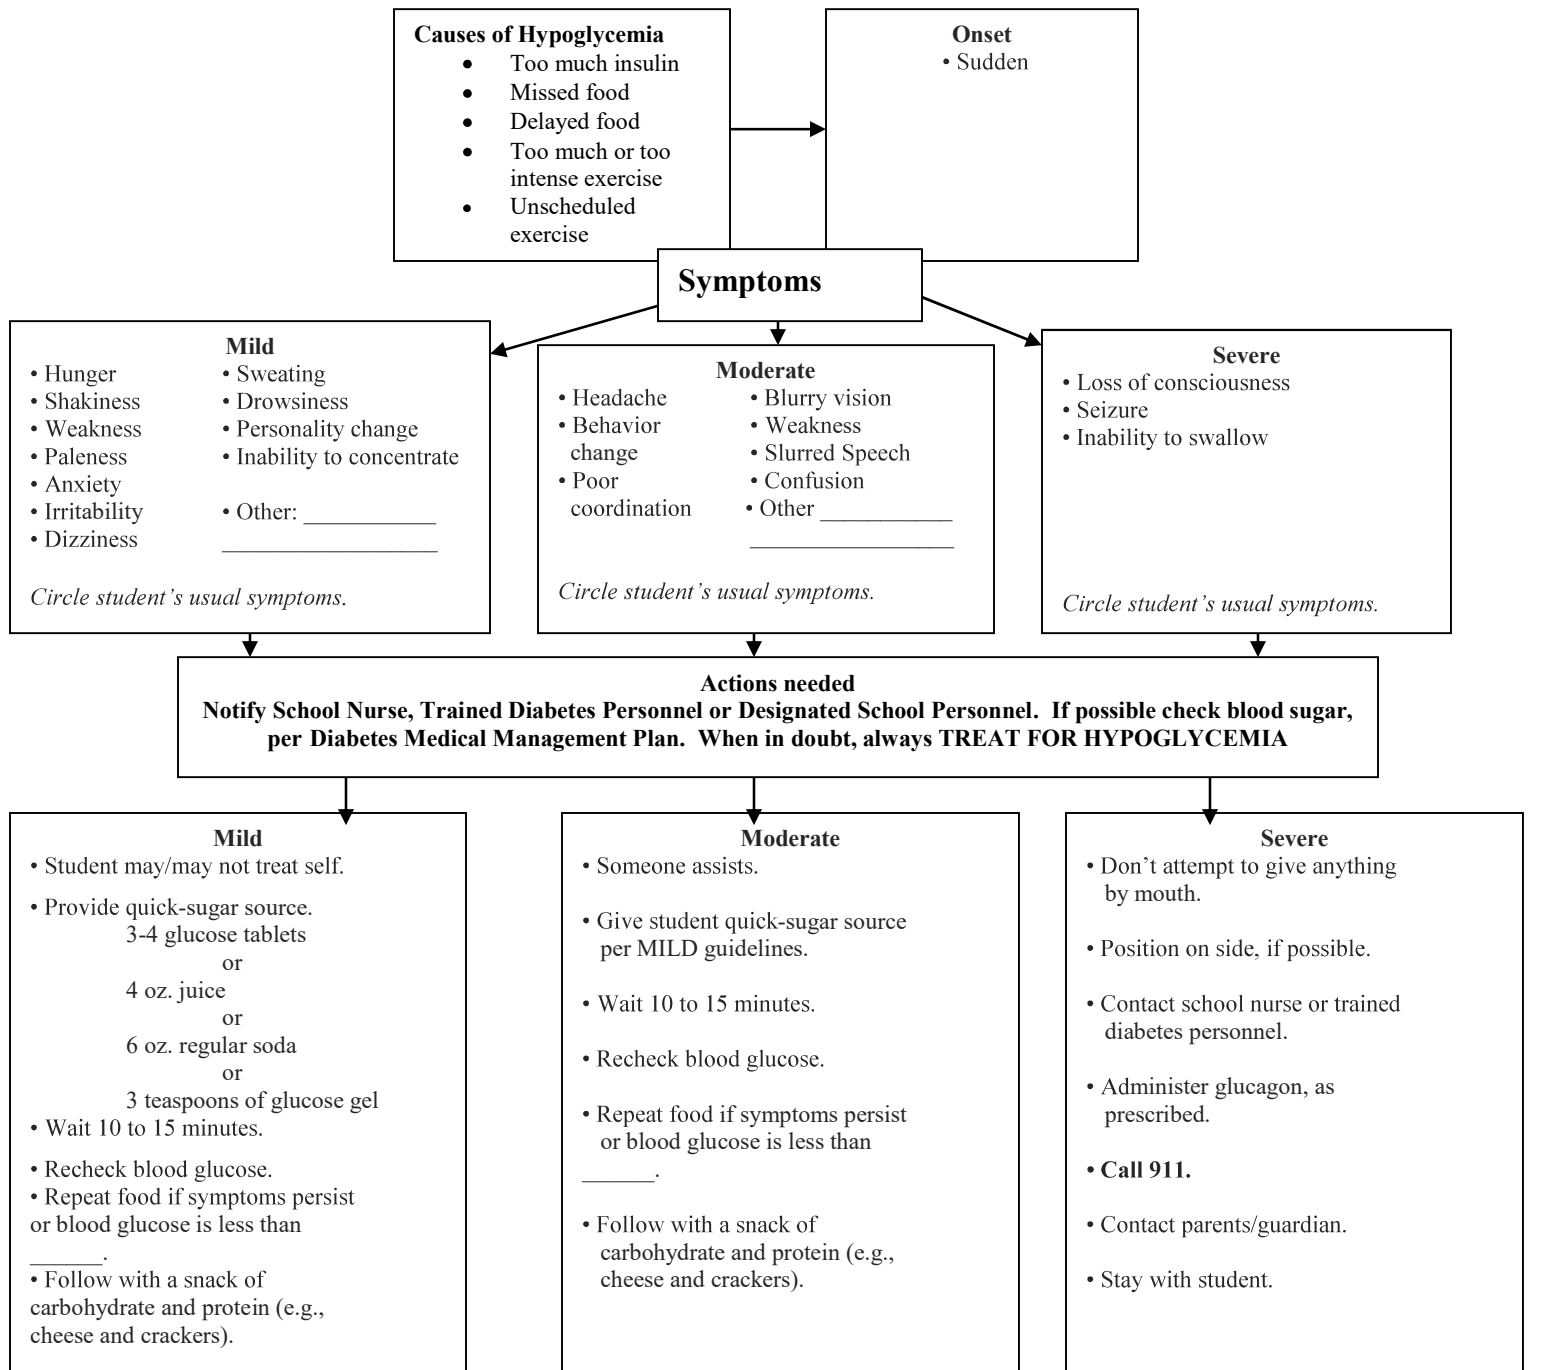 Causes of Hypoglycemia
• Too much insulin
• Missed food
• Delayed food
• Too much or too
intense exercise
• Unscheduled
exercise
Onset
• Sudden
Symptoms
Mild
• Hunger
• Shakiness
• Weakness
• Paleness
• Anxiety
• Irritability
• Dizziness
• Sweating
• Drowsiness
• Personality change
• Inability to concentrate
• Other: ___________
__________________
Circle student’s usual symptoms.
Moderate
• Headache
• Behavior
change
• Poor
coordination
• Blurry vision
• Weakness
• Slurred Speech
• Confusion
• Other ___________
_________________
Circle student’s usual symptoms.
Severe
• Loss of consciousness
• Seizure
• Inability to swallow
Circle student’s usual symptoms.
Actions needed
Notify School Nurse, Trained Diabetes Personnel or Designated School Personnel. If possible check blood sugar,
per Diabetes Medical Management Plan. When in doubt, always TREAT FOR HYPOGLYCEMIA
Mild
• Student may/may not treat self.
• Provide quick-sugar source.
3-4 glucose tablets
or
4 oz. juice
or
6 oz. regular soda
or
3 teaspoons of glucose gel
• Wait 10 to 15 minutes.
• Recheck blood glucose.
• Repeat food if symptoms persist
or blood glucose is less than
______.
• Follow with a snack of
carbohydrate and protein (e.g.,
cheese and crackers).
Moderate
• Someone assists.
• Give student quick-sugar source
per MILD guidelines.
• Wait 10 to 15 minutes.
• Recheck blood glucose.
• Repeat food if symptoms persist
or blood glucose is less than
______.
• Follow with a snack of
carbohydrate and protein (e.g.,
cheese and crackers).
Severe
• Don’t attempt to give anything
by mouth.
• Position on side, if possible.
• Contact school nurse or trained
diabetes personnel.
• Administer glucagon, as
prescribed.
• Call 911.
• Contact parents/guardian.
• Stay with student.